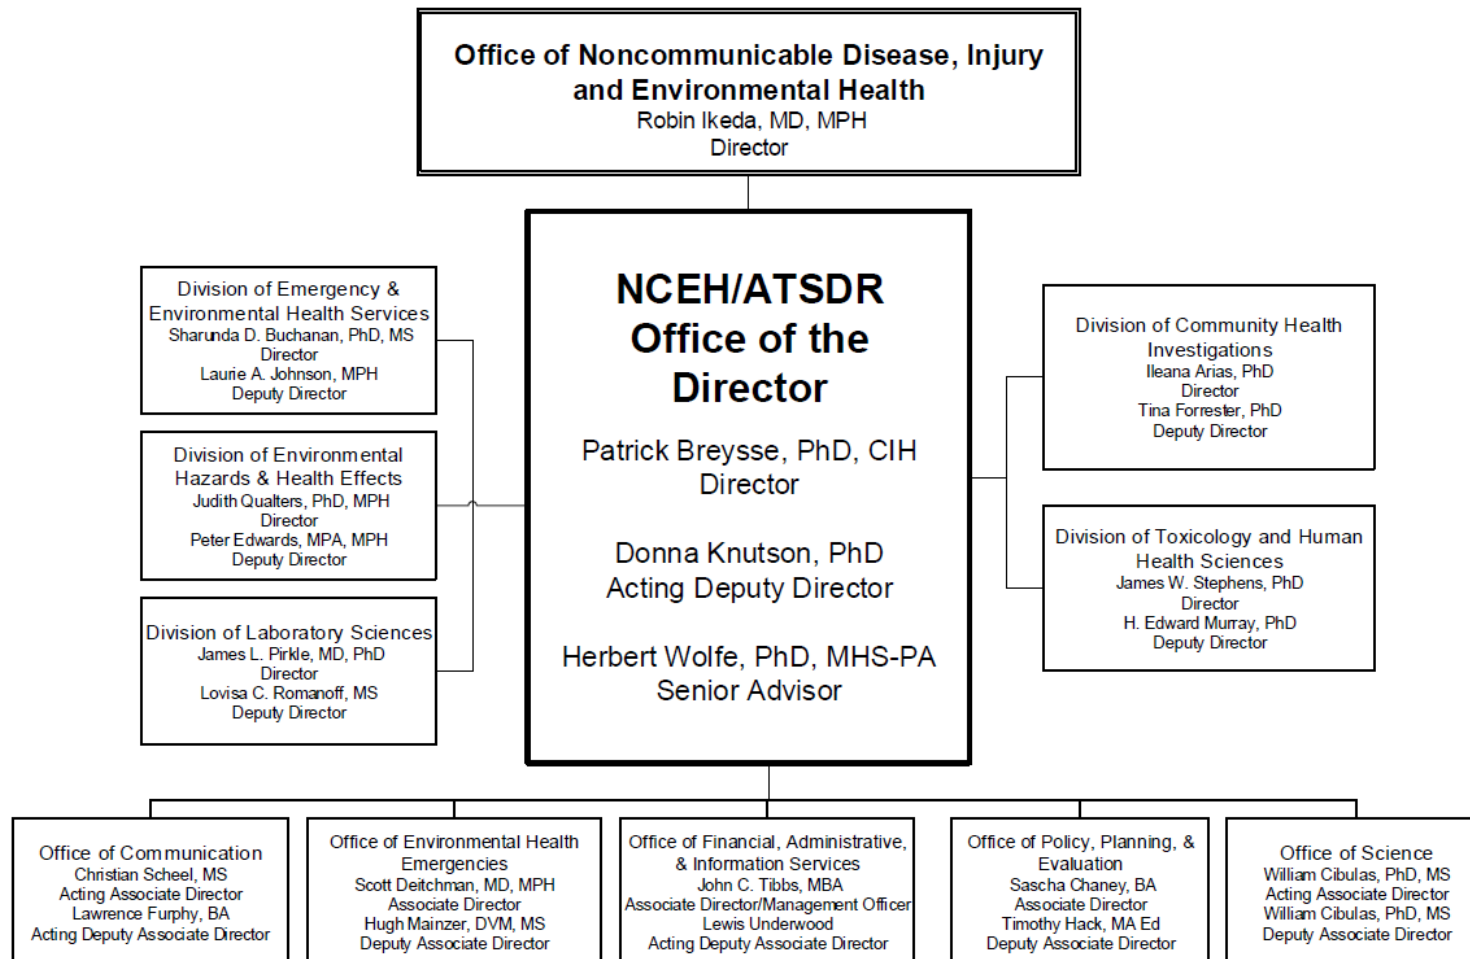 Office of Noncommunicable Disease, Injury
and Environmental Health
Robin Ikeda, MD, MPH
Director
NCEH/ATSDR
Office of the
Director
Patrick Breysse, PhD, CIH
Director
Donna Knutson, PhD
Acting Deputy Director
Herbert Wolfe, PhD, MHS-PA
Senior Advisor
Division of Emergency &
Environmental Health Services
Sharunda D. Buchanan, PhD, MS
Director
Laurie A. Johnson, MPH
Deputy Director
Division of Environmental
Hazards & Health Effects
Judith Qualters, PhD, MPH
Director
Peter Edwards, MPA, MPH
Deputy Director
Division of Laboratory Sciences
James L. Pirkle, MD, PhD
Director
Lovisa C. Romanoff, MS
Deputy Director
Division of Community Health
Investigations
Ileana Arias, PhD
Director
Tina Forrester, PhD
Deputy Director
Division of Toxicology and Human
Health Sciences
James W. Stephens, PhD
Director
H. Edward Murray, PhD
Deputy Director
Office of Communication
Christian Scheel, MS
Acting Associate Director
Lawrence Furphy, BA
Acting Deputy Associate Director
Office of Environmental Health
Emergencies
Scott Deitchman, MD, MPH
Associate Director
Hugh Mainzer, DVM, MS
Deputy Associate Director
Office of Financial, Administrative,
& Information Services
John C. Tibbs, MBA
Associate Director/Management Officer
Lewis Underwood
Acting Deputy Associate Director
Office of Policy, Planning, &
Evaluation
Sascha Chaney, BA
Associate Director
Timothy Hack, MA Ed
Deputy Associate Director
Office of Science
William Cibulas, PhD, MS
Acting Associate Director
William Cibulas, PhD, MS
Deputy Associate Director